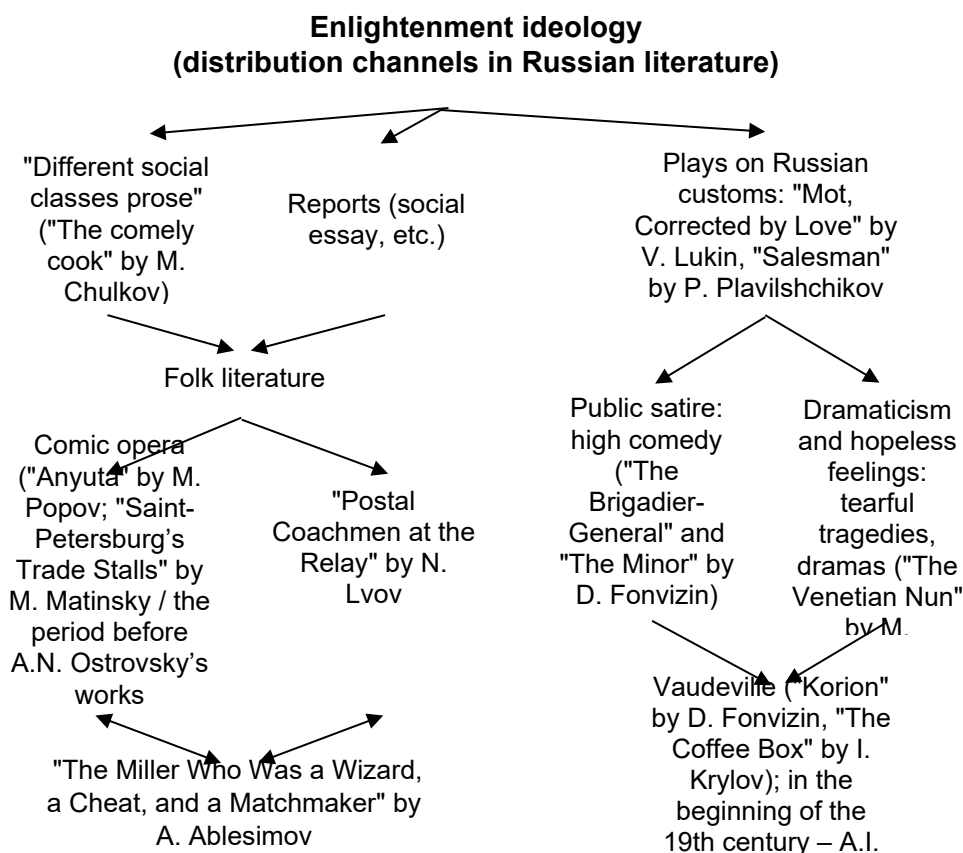 Enlightenment ideology
(distribution channels in Russian literature)
"Different social
classes prose"
("The comely
cook" by M.
Chulkov)
Reports (social
essay, etc.)
Plays on Russian
customs: "Mot,
Corrected by Love" by
V. Lukin, "Salesman"
by P. Plavilshchikov
Folk literature
Comic opera
("Anyuta" by M.
Popov; "Saint-
Petersburg’s
Trade Stalls" by
M. Matinsky / the
period before
A.N. Ostrovsky’s
works
"Postal
Coachmen at the
Relay" by N.
Lvov
Public satire:
high comedy
("The
Brigadier-
General" and
"The Minor" by
D. Fonvizin)
Dramaticism
and hopeless
feelings:
tearful
tragedies,
dramas ("The
Venetian Nun"
by M.
"The Miller Who Was a Wizard,
a Cheat, and a Matchmaker" by
A. Ablesimov
Vaudeville ("Korion"
by D. Fonvizin, "The
Coffee Box" by I.
Krylov); in the
beginning of the
19th century – A.I.